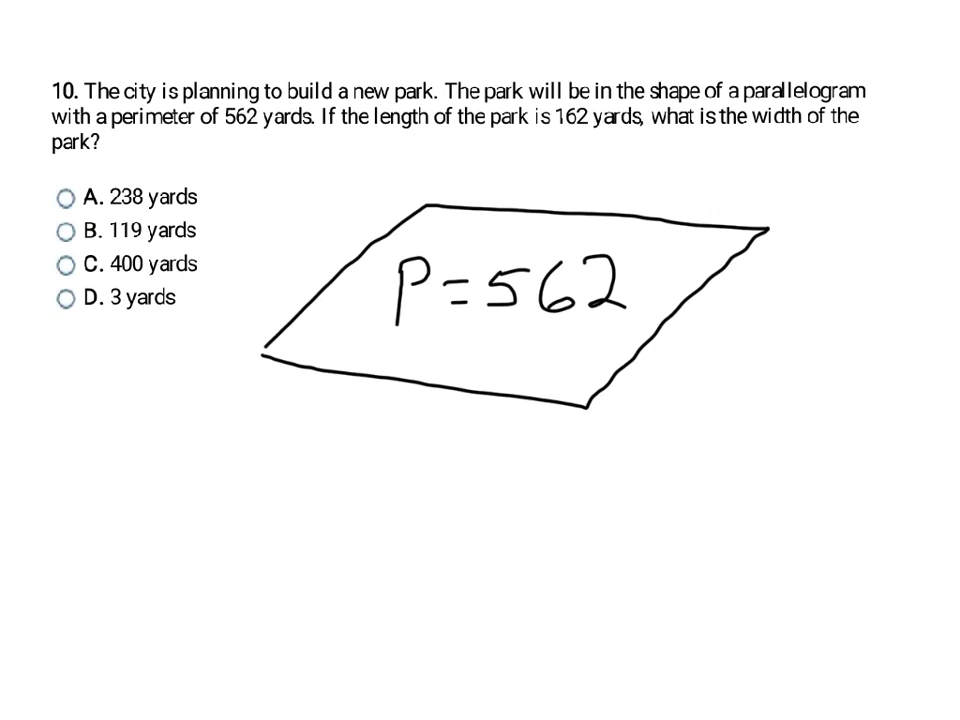 10. The city is planning to build a new park. The park will be in the shape of a parallelogram
with a perimeter of 562 yards. If the length of the park is 162 yards, what is the width of the
park?
A. 238 yards
B. 119 yards
C. 400 yards
D. 3 yards
P=562